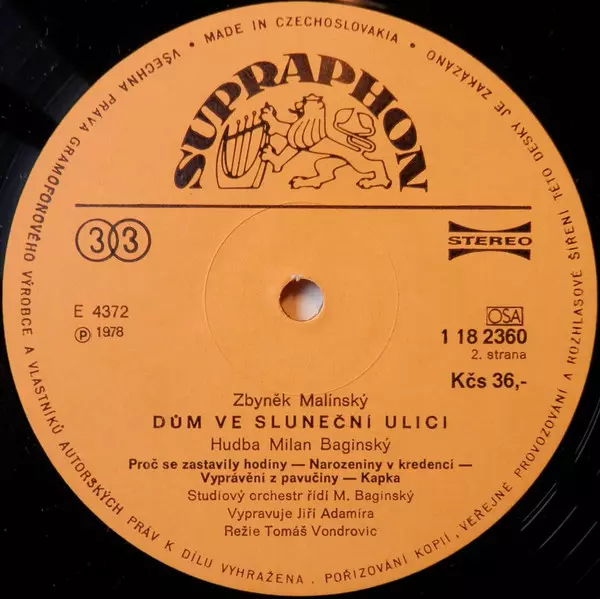 VŠECHNA PRÁVA GRAMOFONOVÉHO VÝROBCE A VLASTNÍKŮ AUTORSKÝCH PRÁV K DÍLU VYHRAŽENA. POŘIZOVÁNÍ KOPIÍ, VEŘEJNÉ PROVOZOVÁNÍ A ROZHLASOVÉ ŠÍŘENÍ TÉTO DESKY JE ZAKÁZÁNO
• MADE IN CZECHOSLOVAKIA •
SUPRAPHON
33
STEREO
E 4372
Ⓟ 1978
OSA
1 18 2360
2. strana
Kčs 36,-
Zbyněk Malínský
DŮM VE SLUNEČNÍ ULICI
Hudba Milan Baginský
Proč se zastavily hodiny — Narozeniny v kredenci —
Vyprávění z pavučiny — Kapka
Studiový orchestr řídí M. Baginský
Vypravuje Jiří Adamíra
Režie Tomáš Vondrovic